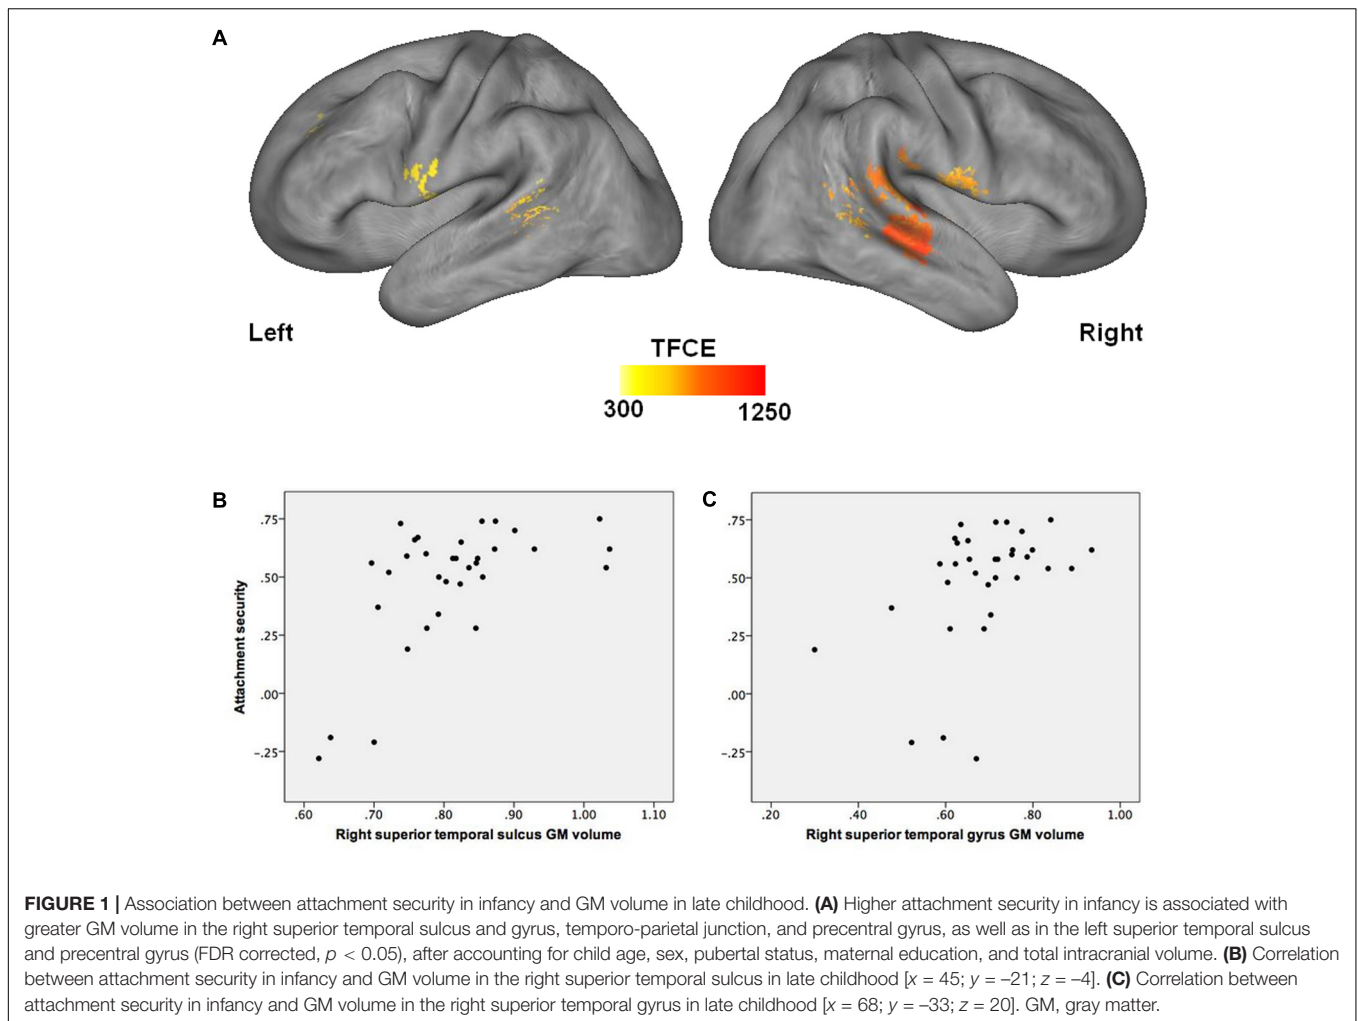 A
Left
Right
TFCE
300
1250
B
.75
.50
.25
.00
-.25
Attachment security
.60
.70
.80
.90
1.00
1.10
Right superior temporal sulcus GM volume
C
.75
.50
.25
.00
-.25
.20
.40
.60
.80
1.00
Right superior temporal gyrus GM volume
FIGURE 1 | Association between attachment security in infancy and GM volume in late childhood. (A) Higher attachment security in infancy is associated with
greater GM volume in the right superior temporal sulcus and gyrus, temporo-parietal junction, and precentral gyrus, as well as in the left superior temporal sulcus
and precentral gyrus (FDR corrected, p < 0.05), after accounting for child age, sex, pubertal status, maternal education, and total intracranial volume. (B) Correlation
between attachment security in infancy and GM volume in the right superior temporal sulcus in late childhood [x = 45; y = –21; z = –4]. (C) Correlation between
attachment security in infancy and GM volume in the right superior temporal gyrus in late childhood [x = 68; y = –33; z = 20]. GM, gray matter.